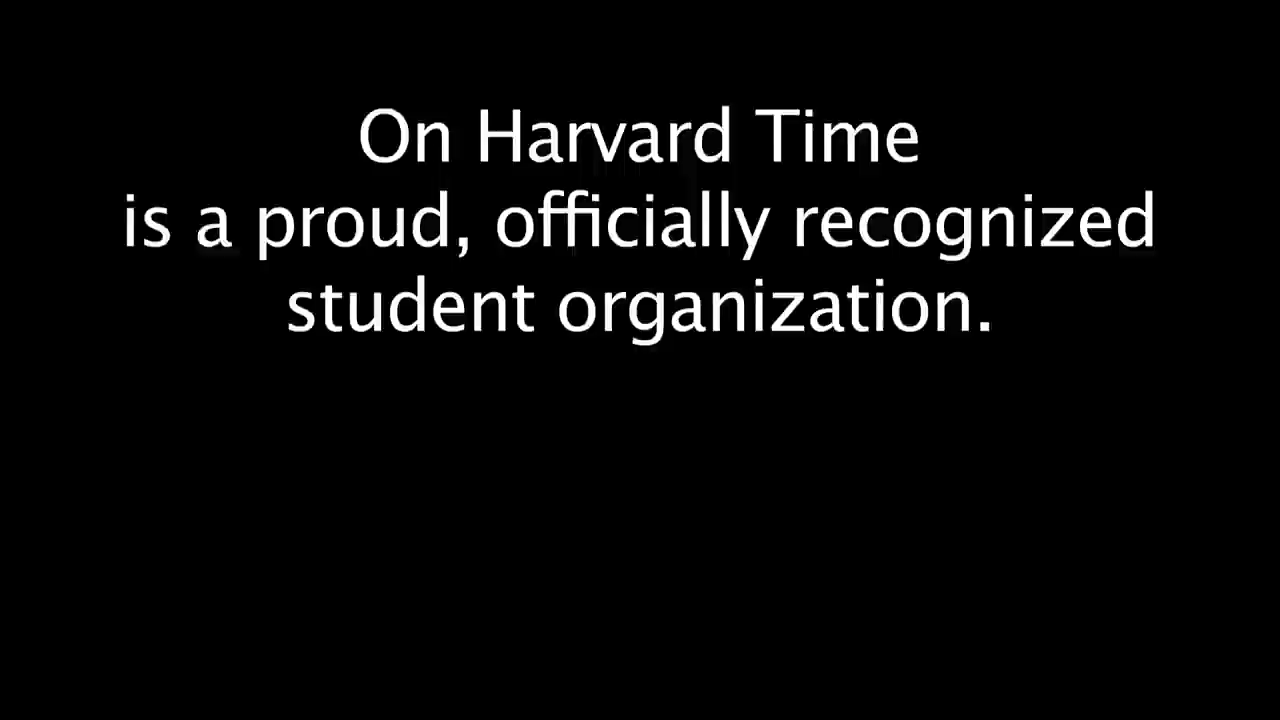 On Harvard Time
is a proud, officially recognized
student organization.